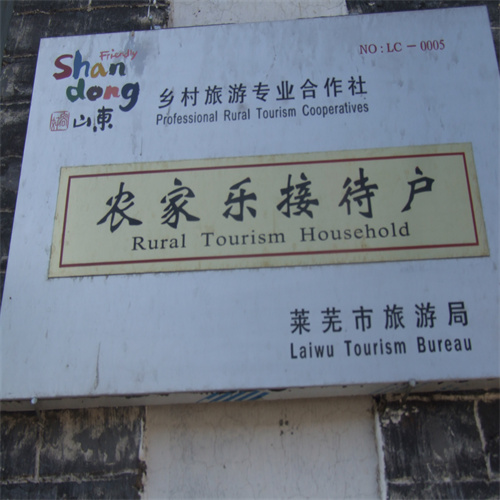 Friendly
Shan
dong
山東
NO:LC-0005
乡村旅游专业合作社
Professional Rural Tourism Cooperatives
农家乐接待户
Rural Tourism Household
莱芜市旅游局
Laiwu Tourism Bureau